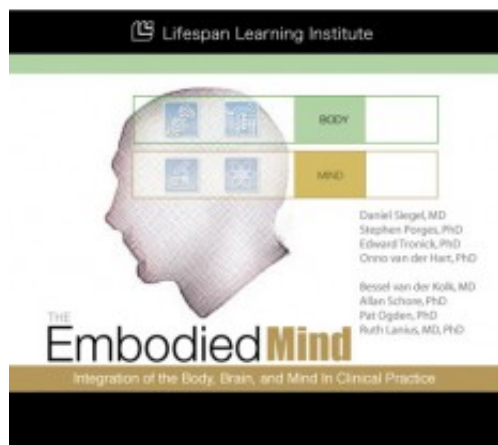 Lifespan Learning Institute
BODY
MIND
Daniel Siegel, MD
Stephen Porges, PhD
Edward Tronick, PhD
Onno van der Hart, PhD
Bessel van der Kolk, MD
Allan Schore, PhD
Pat Ogden, PhD
Ruth Lanius, MD, PhD
THE
Embodied Mind
Integration of the Body, Brain, and Mind In Clinical Practice